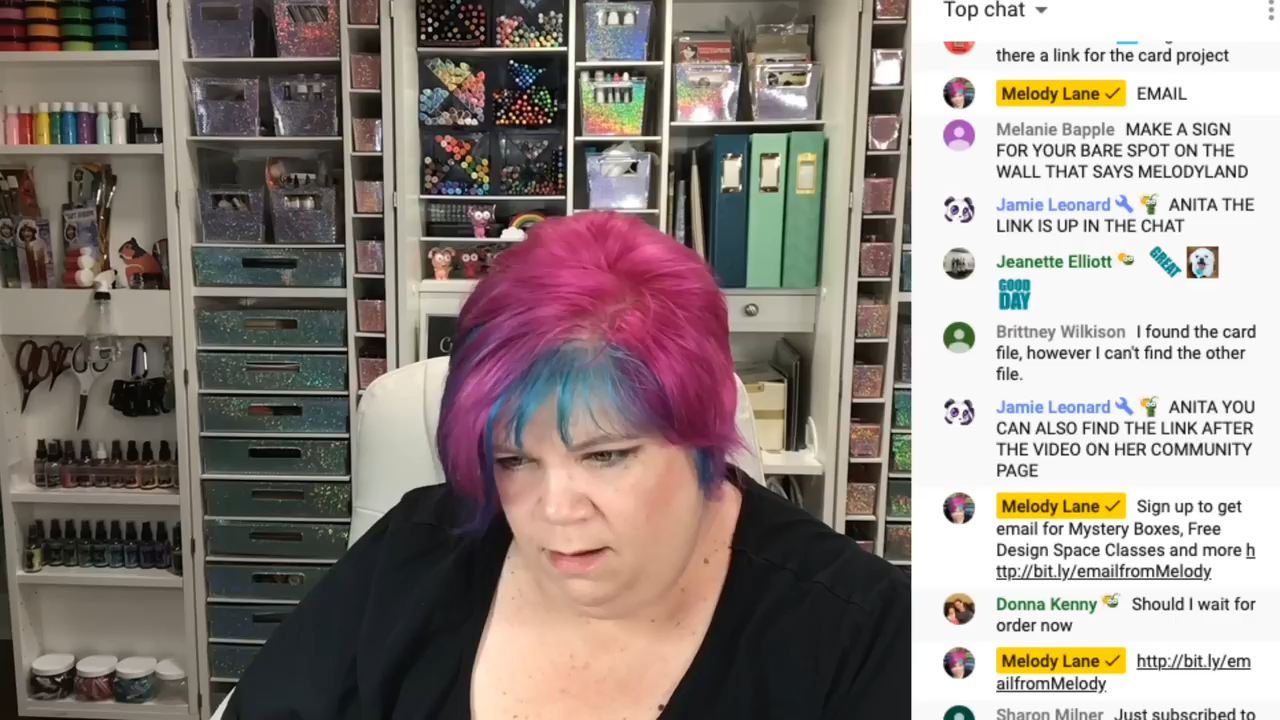 Top chat
there a link for the card project
Melody Lane EMAIL
Melanie Bapple MAKE A SIGN
FOR YOUR BARE SPOT ON THE
WALL THAT SAYS MELODYLAND
Jamie Leonard ANITA THE
LINK IS UP IN THE CHAT
Jeanette Elliott GREAT
GOOD
DAY
Brittney Wilkison I found the card
file, however I can't find the other
file.
Jamie Leonard ANITA YOU
CAN ALSO FIND THE LINK AFTER
THE VIDEO ON HER COMMUNITY
PAGE
Melody Lane Sign up to get
email for Mystery Boxes, Free
Design Space Classes and more h
ttp://bit.ly/emailfromMelody
Donna Kenny Should I wait for
order now
Melody Lane http://bit.ly/em
ailfromMelody
Sharon Milner Just subscribed to